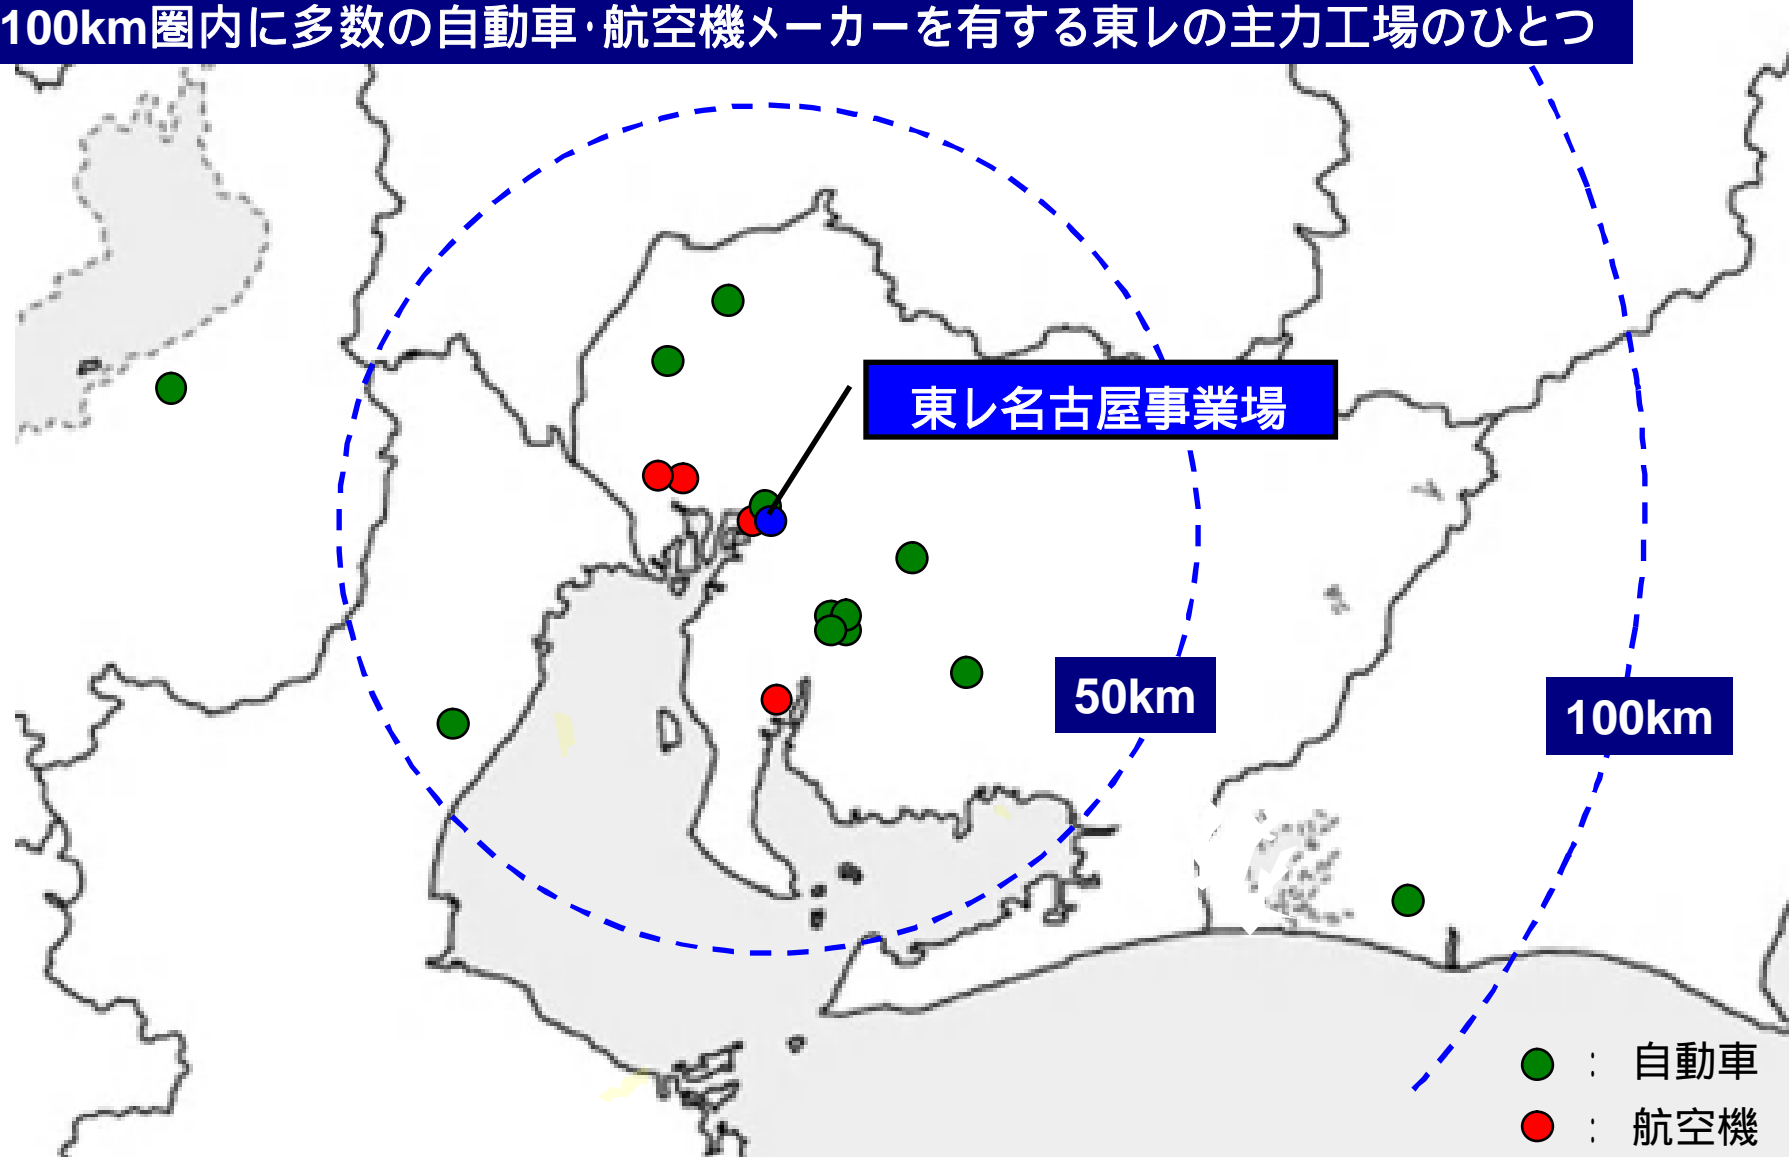 100km圏内に多数の自動車・航空機メーカーを有する東レの主力工場のひとつ
東レ名古屋事業場
50km
100km
： 自動車
： 航空機